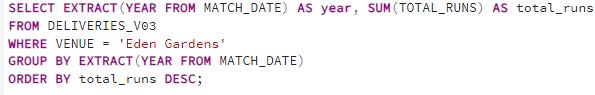 SELECT EXTRACT(YEAR FROM MATCH_DATE) AS year, SUM(TOTAL_RUNS) AS total_runs
FROM DELIVERIES_V03
WHERE VENUE = 'Eden Gardens'
GROUP BY EXTRACT(YEAR FROM MATCH_DATE)
ORDER BY total_runs DESC;